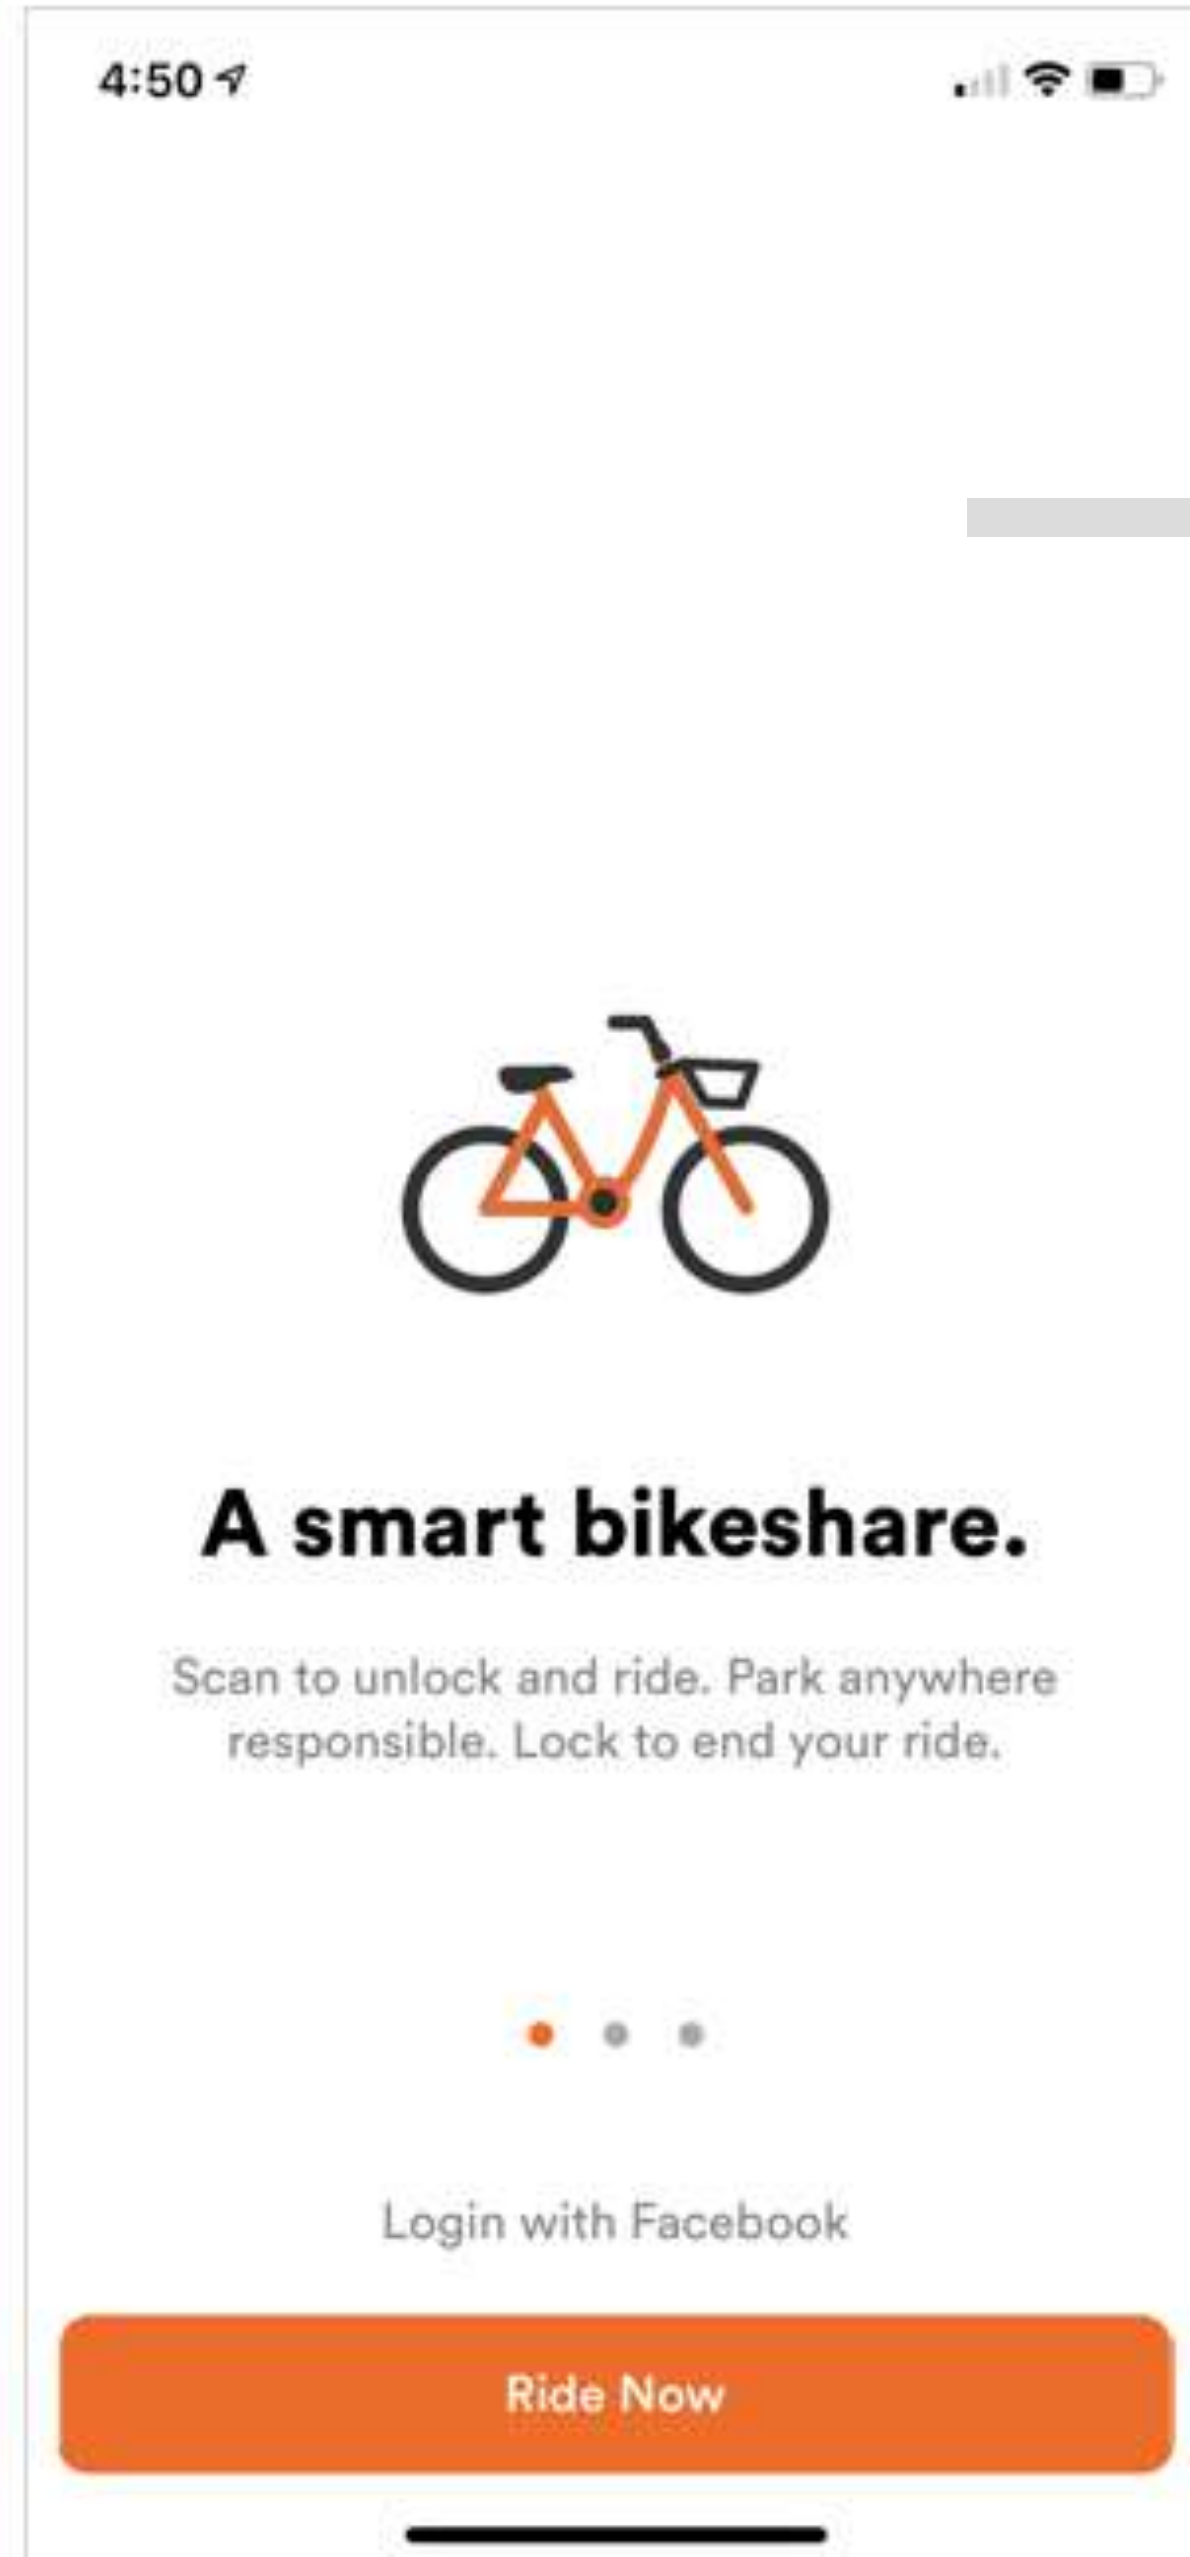 4:50
A smart bikeshare.
Scan to unlock and ride. Park anywhere
responsible. Lock to end your ride.
Login with Facebook
Ride Now